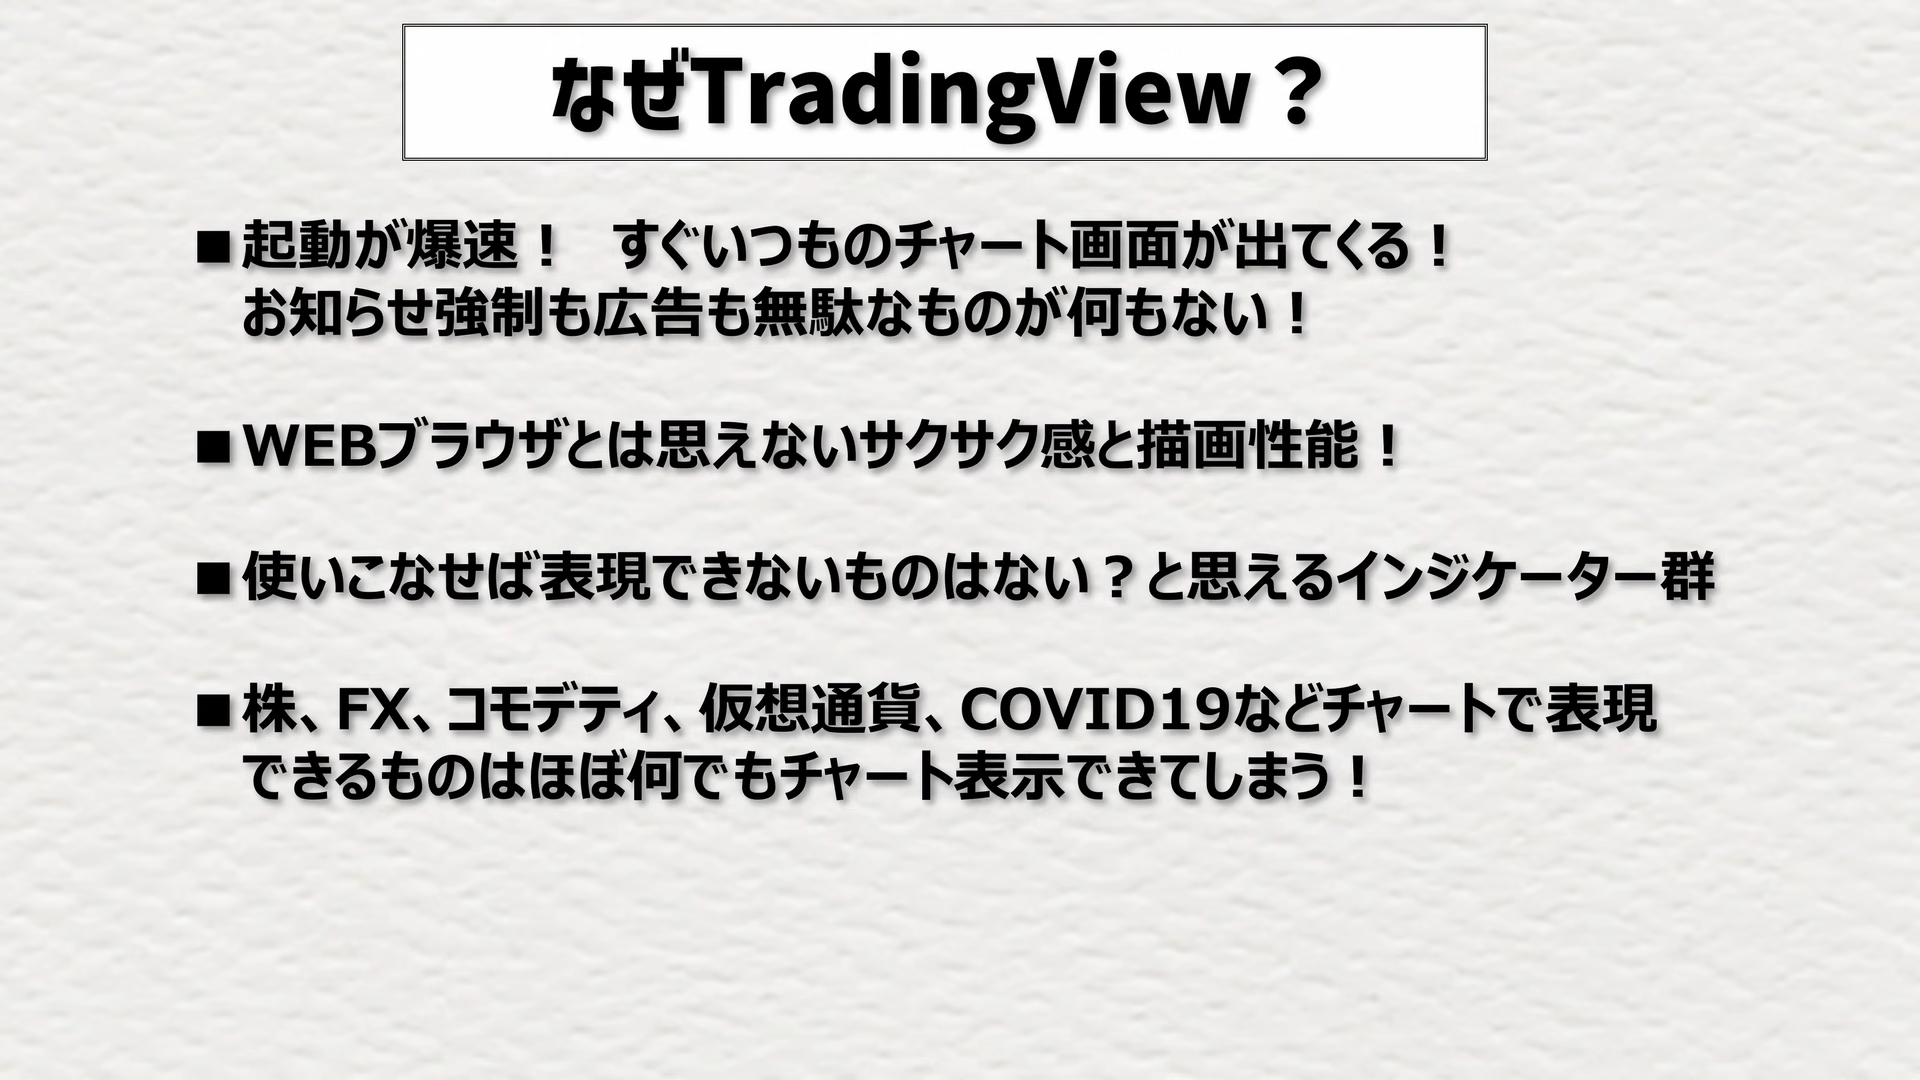 なぜTradingView？
■起動が爆速！　すぐいつものチャート画面が出てくる！
お知らせ強制も広告も無駄なものが何もない！
■WEBブラウザとは思えないサクサク感と描画性能！
■使いこなせば表現できないものはない？と思えるインジケーター群
■株、FX、コモデティ、仮想通貨、COVID19などチャートで表現
できるものはほぼ何でもチャート表示できてしまう！